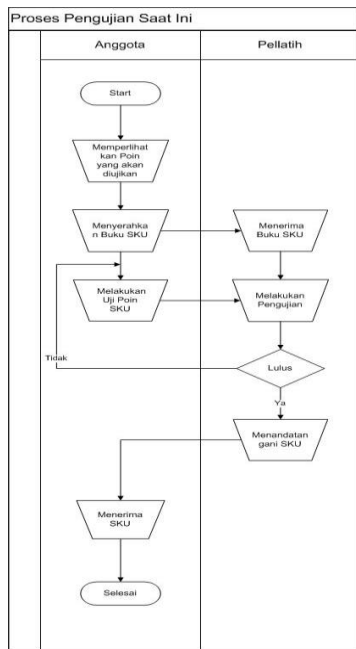 Proses Pengujian Saat Ini
Anggota
Pellatih
Start
Memperlihat
kan Poin
yang akan
diujikan
Menyerahka
n Buku SKU
Menerima
Buku SKU
Melakukan
Uji Poin
SKU
Melakukan
Pengujian
Tidak
Lulus
Ya
Menandatan
gani SKU
Menerima
SKU
Selesai